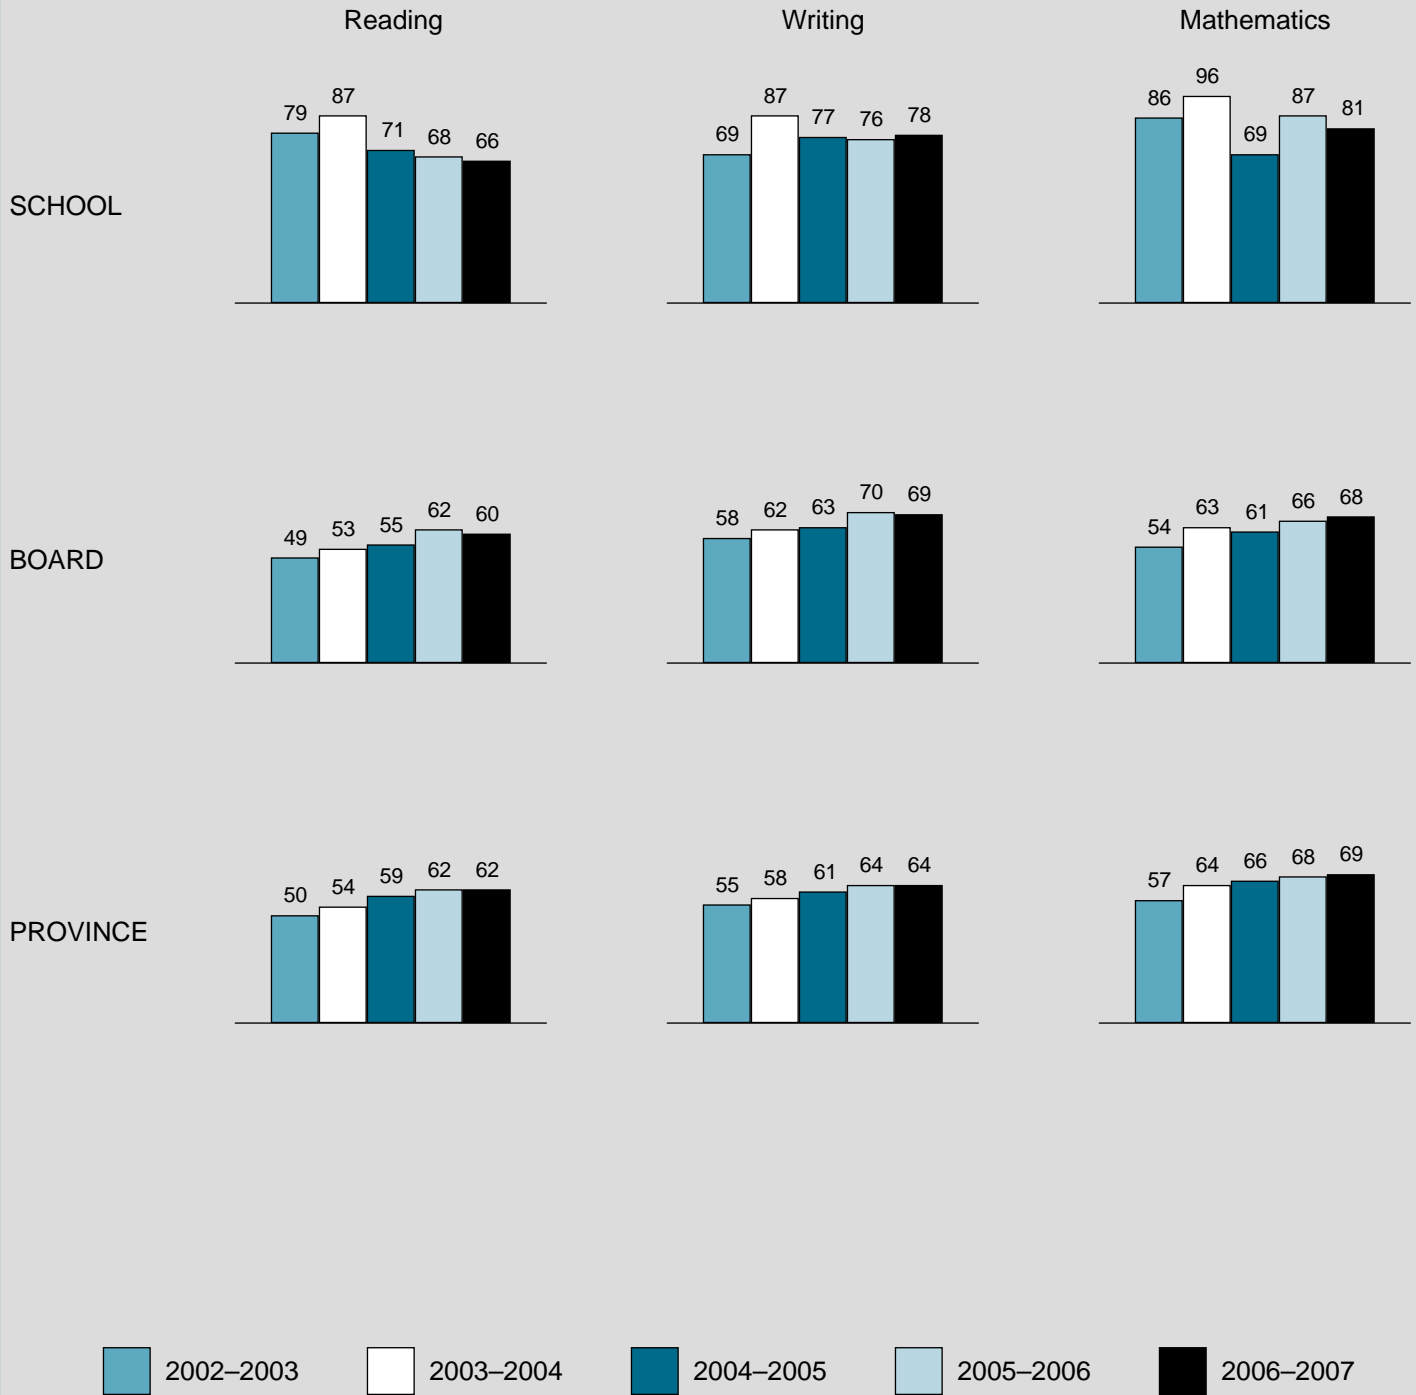 Reading Writing Mathematics
SCHOOL
79 87 71 68 66
69 87 77 76 78
86 96 69 87 81
BOARD
49 53 55 62 60
58 62 63 70 69
54 63 61 66 68
PROVINCE
50 54 59 62 62
55 58 61 64 64
57 64 66 68 69
2002–2003 2003–2004 2004–2005 2005–2006 2006–2007